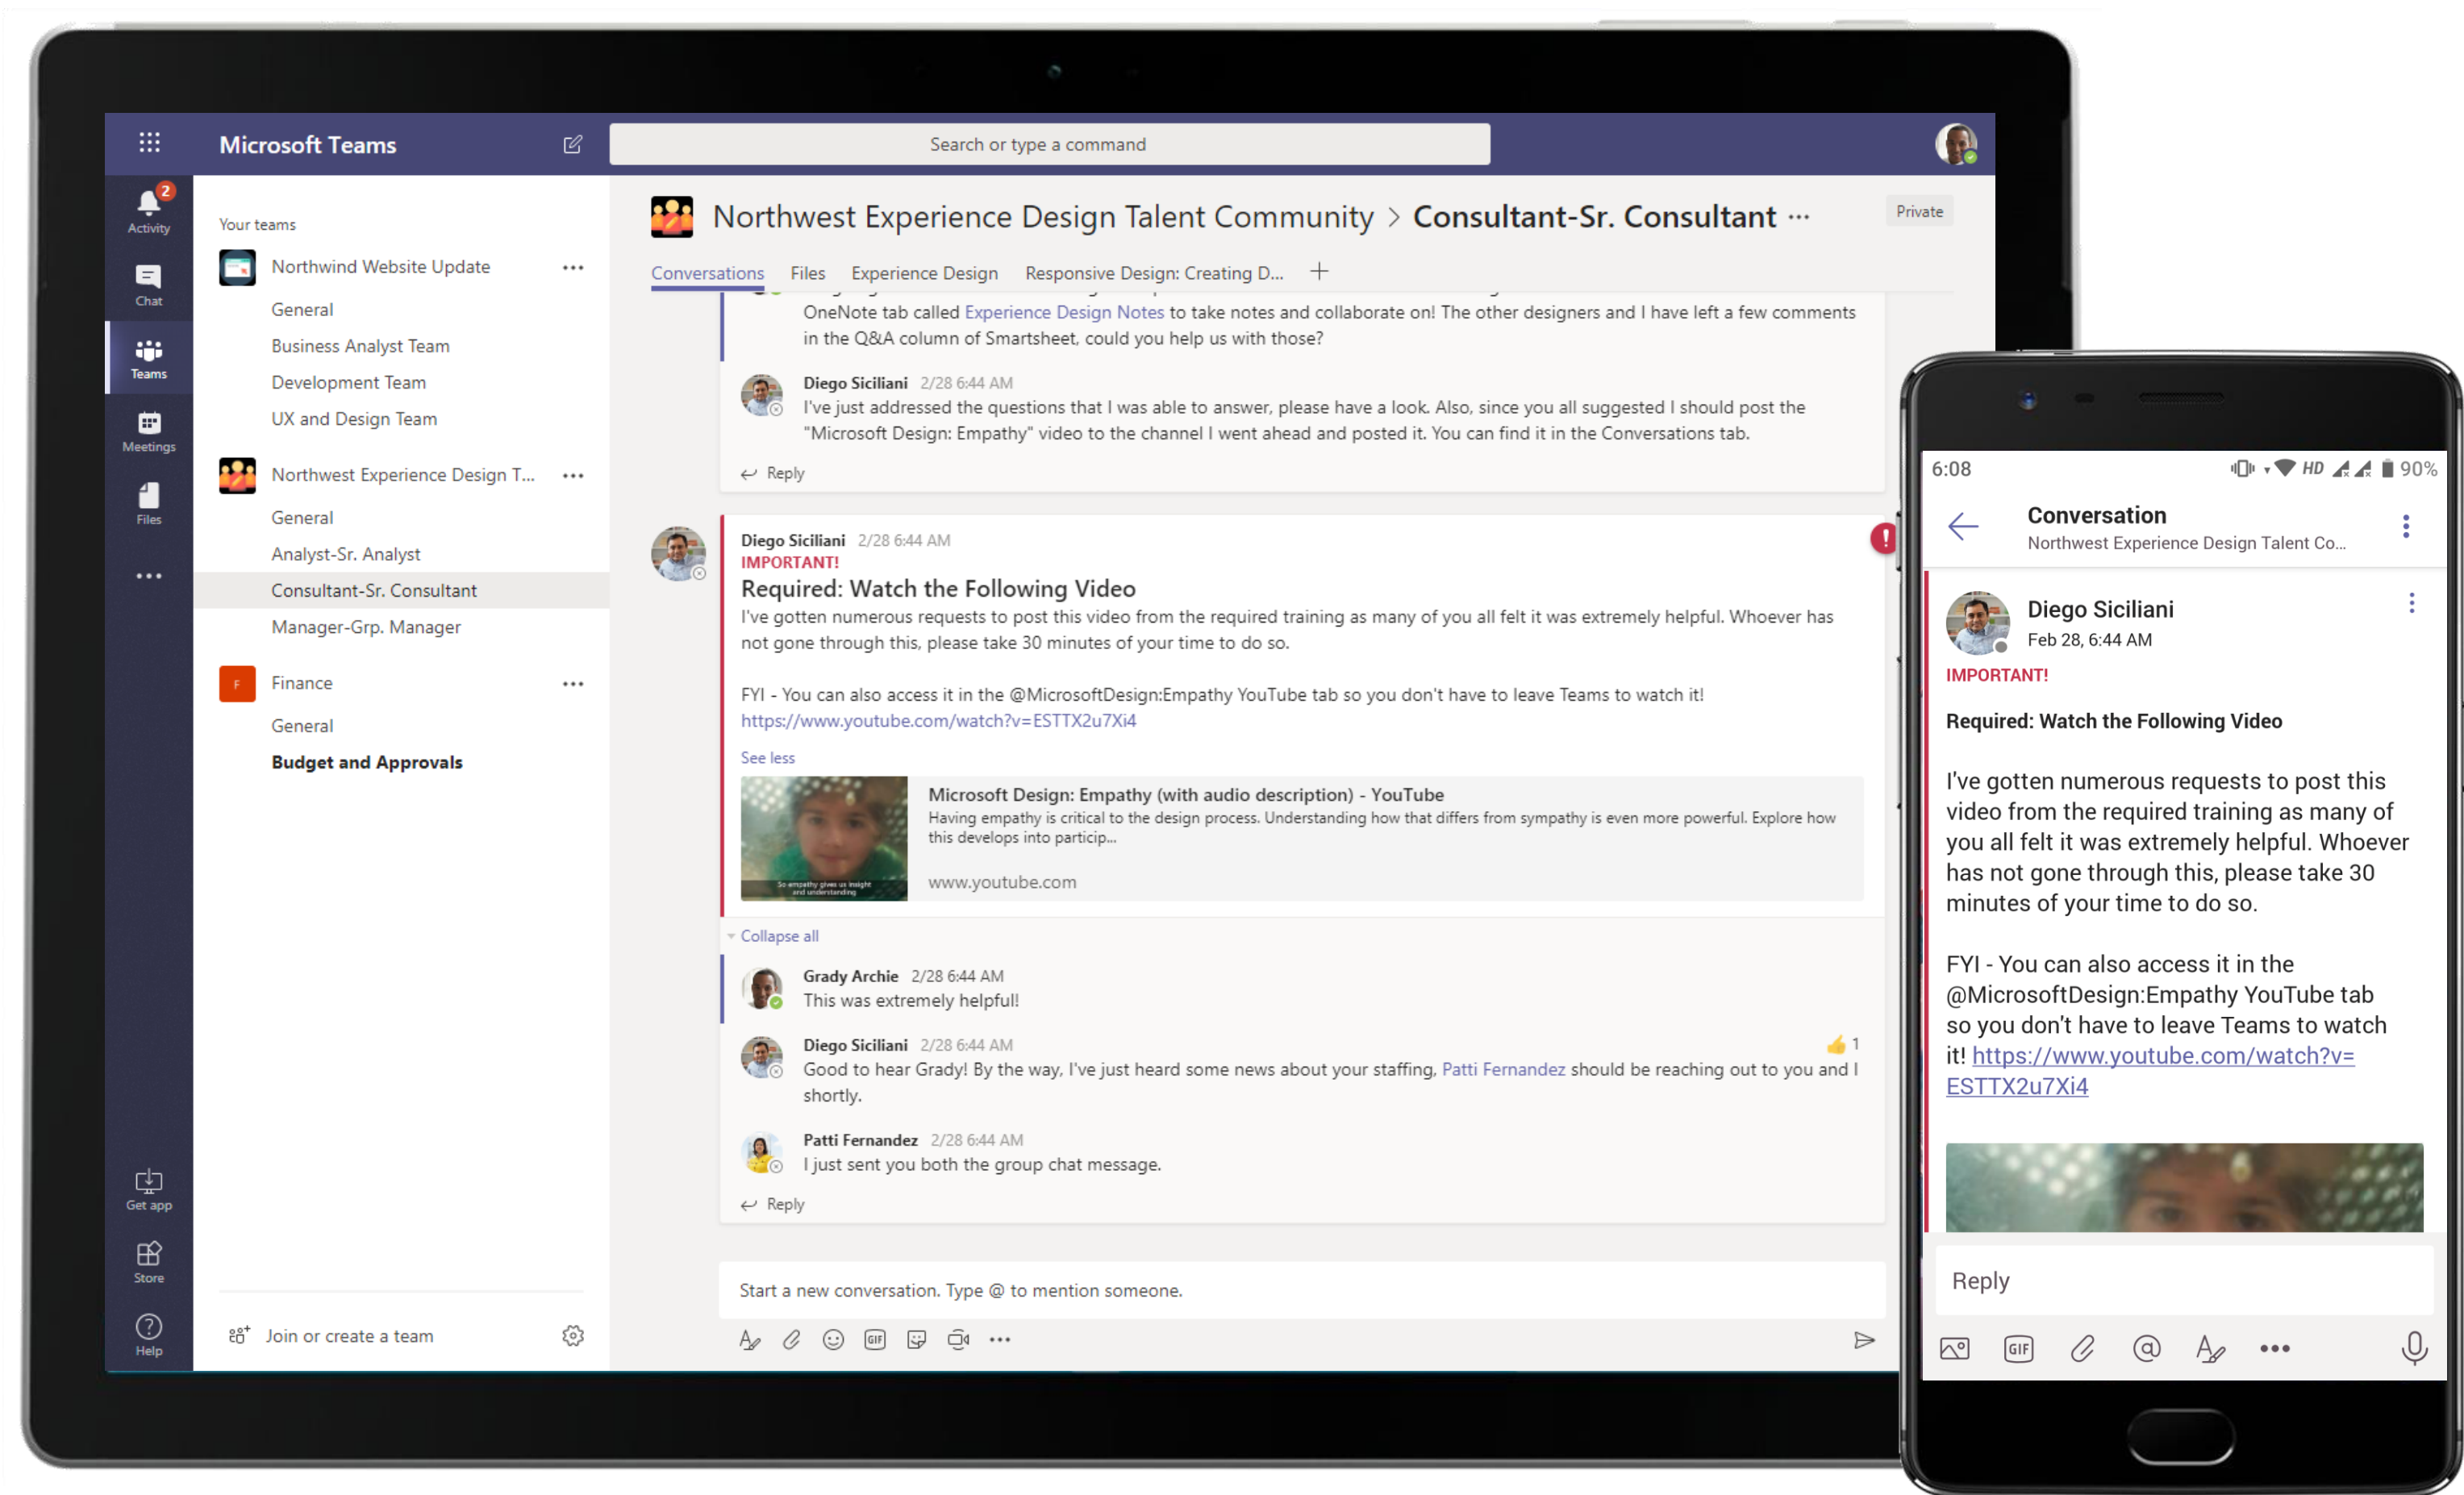 Microsoft Teams
Search or type a command
2
Activity
Chat
Teams
Meetings
Files
Get app
Store
Help
Your teams
Northwind Website Update
General
Business Analyst Team
Development Team
UX and Design Team
Northwest Experience Design T...
General
Analyst-Sr. Analyst
Consultant-Sr. Consultant
Manager-Grp. Manager
F
Finance
General
Budget and Approvals
Join or create a team
Northwest Experience Design Talent Community > Consultant-Sr. Consultant
Private
Conversations Files Experience Design Responsive Design: Creating D... +
OneNote tab called Experience Design Notes to take notes and collaborate on! The other designers and I have left a few comments
in the Q&A column of Smartsheet, could you help us with those?
Diego Siciliani 2/28 6:44 AM
I've just addressed the questions that I was able to answer, please have a look. Also, since you all suggested I should post the
"Microsoft Design: Empathy" video to the channel I went ahead and posted it. You can find it in the Conversations tab.
Reply
Diego Siciliani 2/28 6:44 AM
IMPORTANT!
Required: Watch the Following Video
I've gotten numerous requests to post this video from the required training as many of you all felt it was extremely helpful. Whoever has
not gone through this, please take 30 minutes of your time to do so.
FYI - You can also access it in the @MicrosoftDesign:Empathy YouTube tab so you don't have to leave Teams to watch it!
https://www.youtube.com/watch?v=ESTTX2u7Xi4
See less
So empathy gives us insight
and understanding
Microsoft Design: Empathy (with audio description) - YouTube
Having empathy is critical to the design process. Understanding how that differs from sympathy is even more powerful. Explore how
this develops into particip...
www.youtube.com
Collapse all
Grady Archie 2/28 6:44 AM
This was extremely helpful!
Diego Siciliani 2/28 6:44 AM
1
Good to hear Grady! By the way, I've just heard some news about your staffing, Patti Fernandez should be reaching out to you and I
shortly.
Patti Fernandez 2/28 6:44 AM
I just sent you both the group chat message.
Reply
Start a new conversation. Type @ to mention someone.
GIF
6:08
HD
90%
Conversation
Northwest Experience Design Talent Co...
Diego Siciliani
Feb 28, 6:44 AM
IMPORTANT!
Required: Watch the Following Video
I've gotten numerous requests to post this
video from the required training as many of
you all felt it was extremely helpful. Whoever
has not gone through this, please take 30
minutes of your time to do so.
FYI - You can also access it in the
@MicrosoftDesign:Empathy YouTube tab
so you don't have to leave Teams to watch
it! https://www.youtube.com/watch?v=
ESTTX2u7Xi4
Reply
GIF